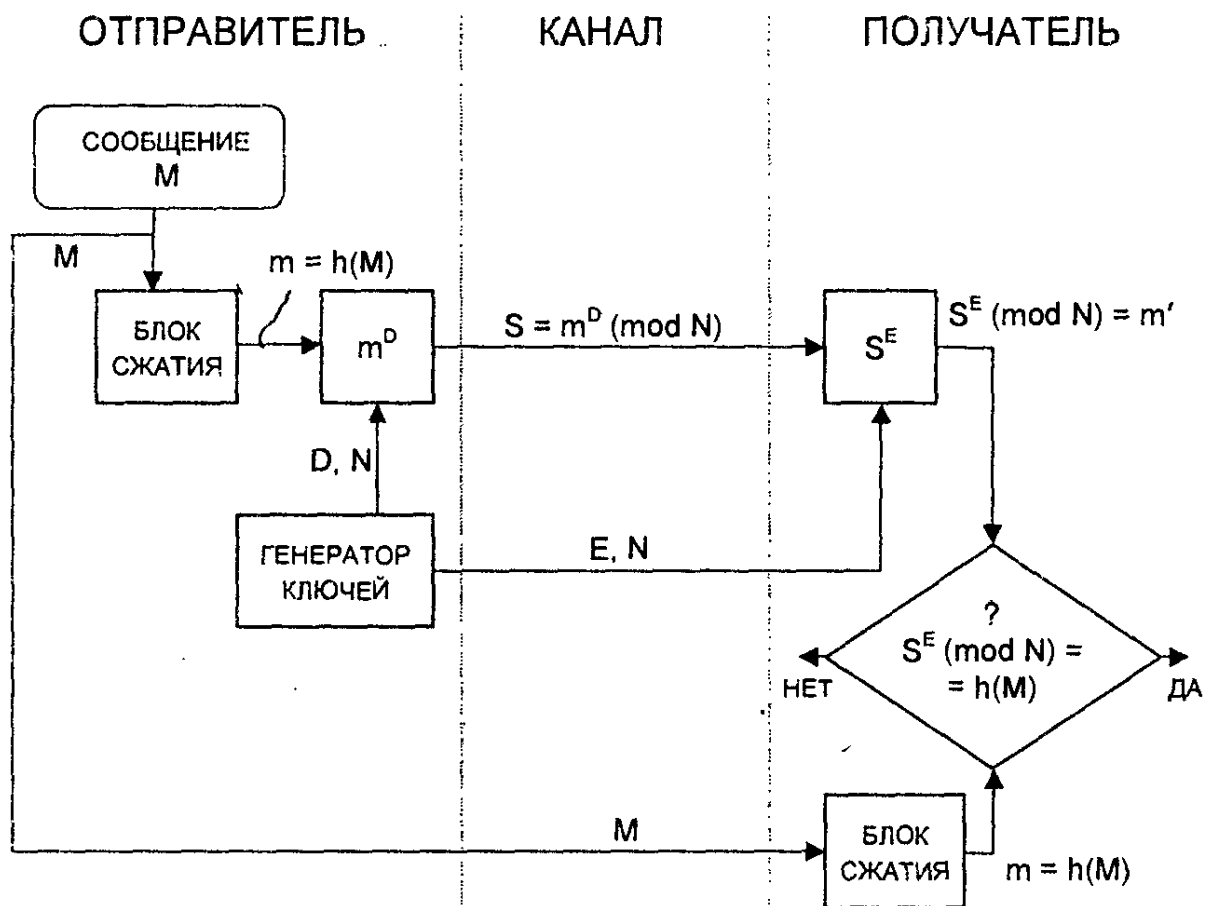 ОТПРАВИТЕЛЬ
КАНАЛ
ПОЛУЧАТЕЛЬ
СООБЩЕНИЕ
M
M
m = h(M)
БЛОК
СЖАТИЯ
m^D
S = m^D (mod N)
S^E
S^E (mod N) = m′
D, N
ГЕНЕРАТОР
КЛЮЧЕЙ
E, N
?
S^E (mod N) =
= h(M)
НЕТ
ДА
M
БЛОК
СЖАТИЯ
m = h(M)